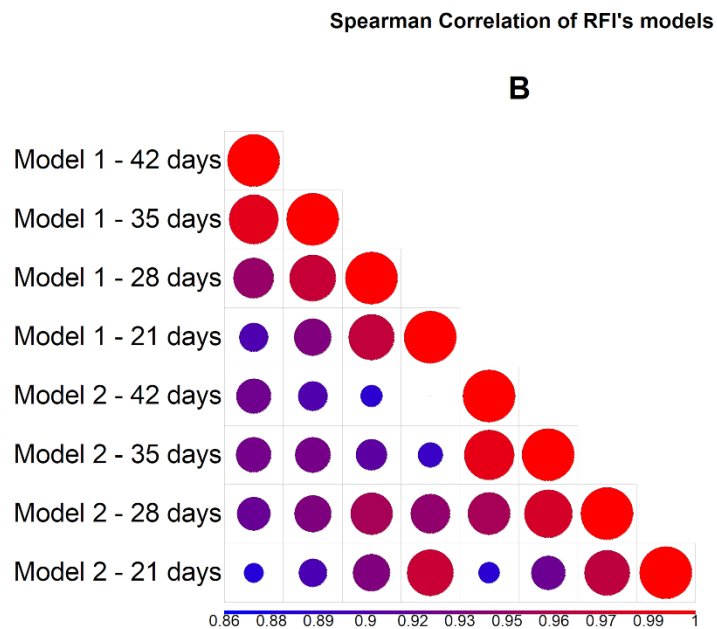 Spearman Correlation of RFI's models
B
Model 1 - 42 days
Model 1 - 35 days
Model 1 - 28 days
Model 1 - 21 days
Model 2 - 42 days
Model 2 - 35 days
Model 2 - 28 days
Model 2 - 21 days
0.86 0.88 0.89 0.9 0.92 0.93 0.95 0.96 0.97 0.99 1